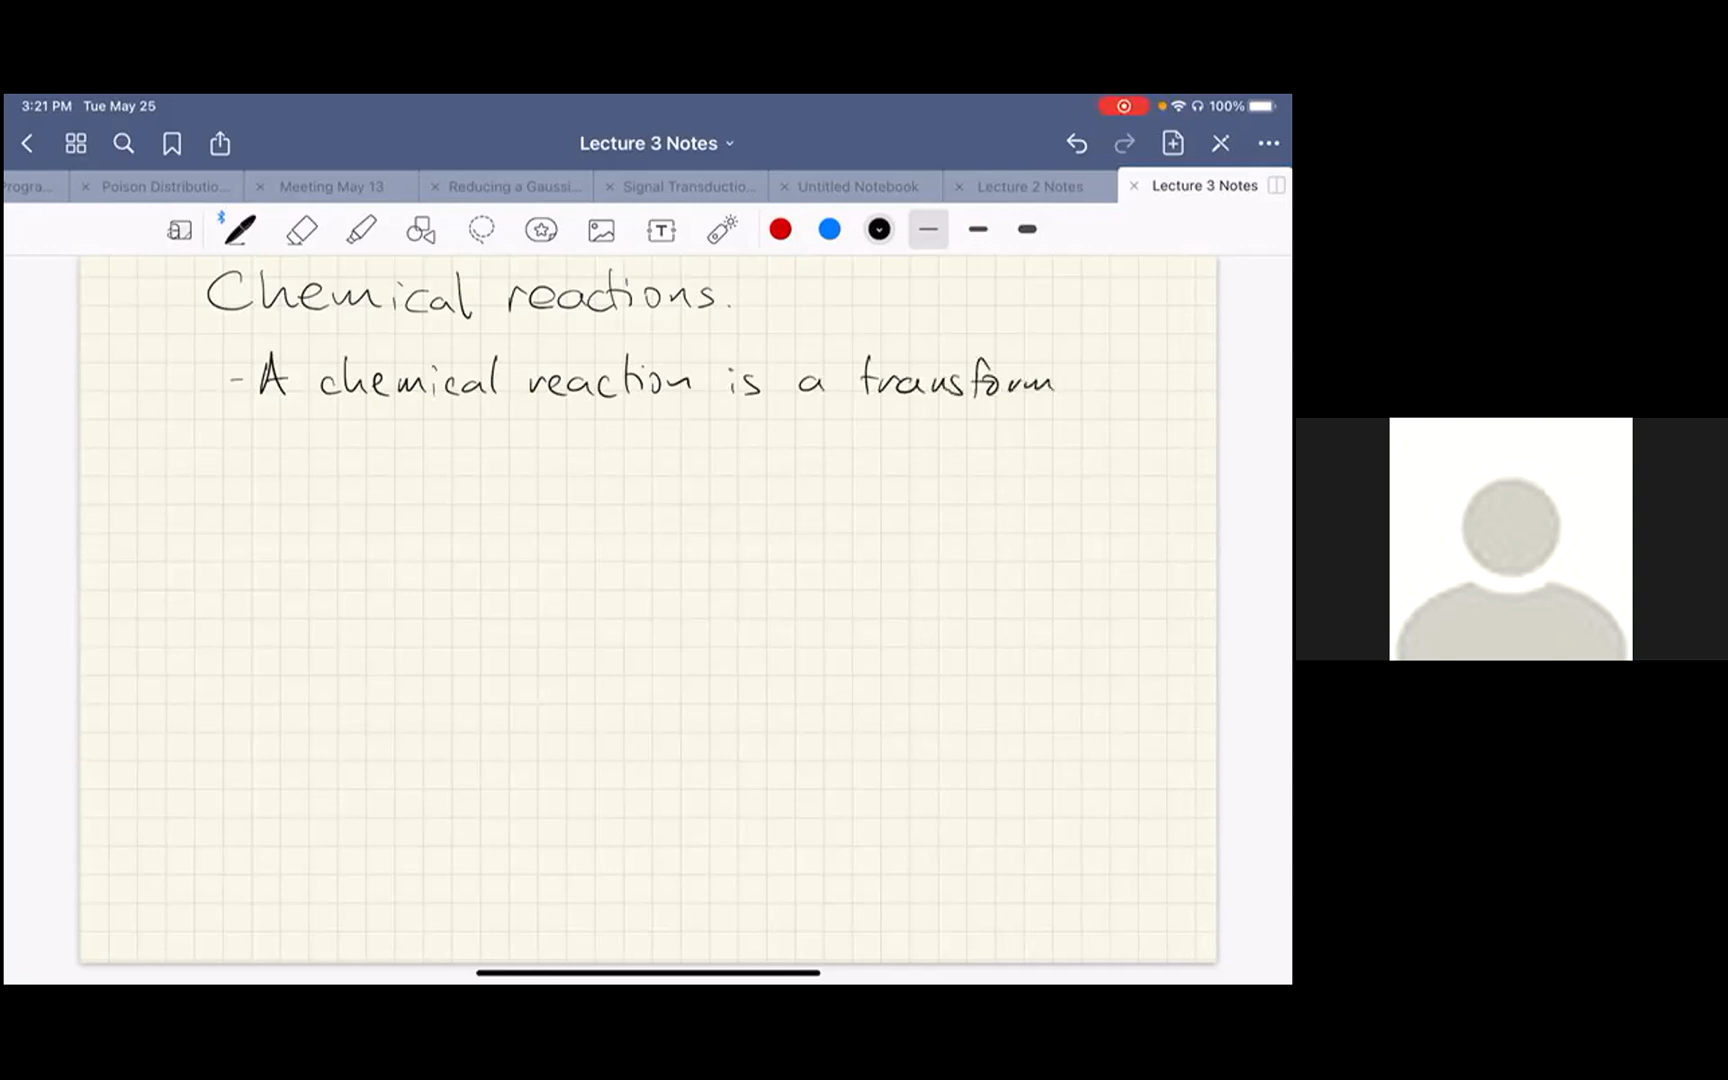 3:21 PM Tue May 25
100%
Lecture 3 Notes
Progra...
Poison Distributio...
Meeting May 13
Reducing a Gaussi...
Signal Transductio...
Untitled Notebook
Lecture 2 Notes
Lecture 3 Notes
T
Chemical reactions.
- A chemical reaction is a transform